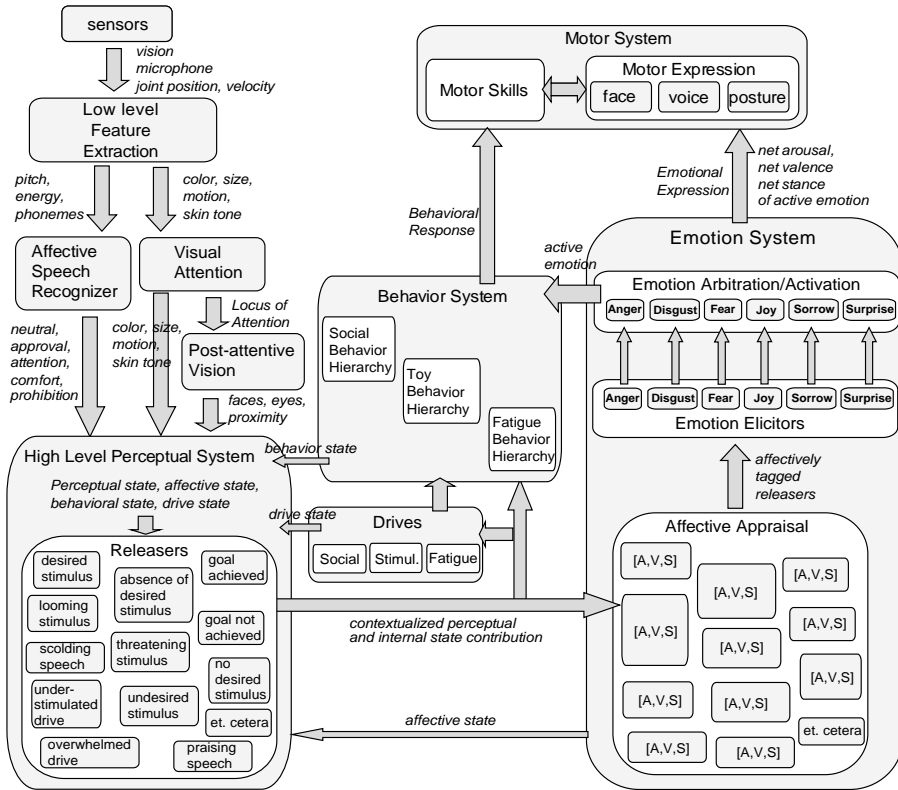 sensors
vision
microphone
joint position, velocity
Low level
Feature
Extraction
pitch,
energy,
phonemes
color, size,
motion,
skin tone
Affective
Speech
Recognizer
Visual
Attention
Locus of
Attention
neutral,
approval,
attention,
comfort,
prohibition
color, size,
motion,
skin tone
Post-attentive
Vision
faces, eyes,
proximity
Motor System
Motor Skills
Motor Expression
face
voice
posture
Behavioral
Response
Emotional
Expression
net arousal,
net valence
net stance
of active emotion
Behavior System
Social
Behavior
Hierarchy
Toy
Behavior
Hierarchy
Fatigue
Behavior
Hierarchy
active
emotion
Emotion System
Emotion Arbitration/Activation
Anger
Disgust
Fear
Joy
Sorrow
Surprise
Anger
Disgust
Fear
Joy
Sorrow
Surprise
Emotion Elicitors
affectively
tagged
releasers
behavior state
drive state
Drives
Social
Stimul.
Fatigue
High Level Perceptual System
Perceptual state, affective state,
behavioral state, drive state
Releasers
desired
stimulus
absence of
desired
stimulus
goal
achieved
looming
stimulus
goal not
achieved
scolding
speech
threatening
stimulus
no
desired
stimulus
under-
stimulated
drive
undesired
stimulus
et. cetera
overwhelmed
drive
praising
speech
contextualized perceptual
and internal state contribution
affective state
Affective Appraisal
[A,V,S]
[A,V,S]
[A,V,S]
[A,V,S]
[A,V,S]
[A,V,S]
[A,V,S]
[A,V,S]
[A,V,S]
[A,V,S]
et. cetera
[A,V,S]
[A,V,S]